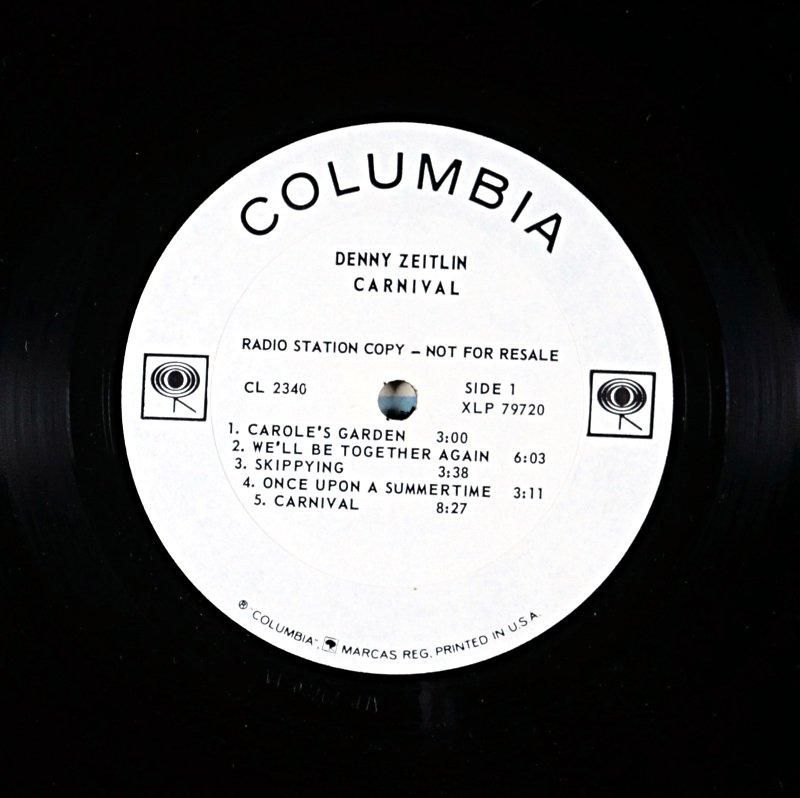 COLUMBIA
DENNY ZEITLIN
CARNIVAL
RADIO STATION COPY – NOT FOR RESALE
CL 2340
SIDE 1
XLP 79720
1. CAROLE'S GARDEN 3:00
2. WE'LL BE TOGETHER AGAIN 6:03
3. SKIPPYING 3:38
4. ONCE UPON A SUMMERTIME 3:11
5. CARNIVAL 8:27
® "COLUMBIA", MARCAS REG. PRINTED IN U.S.A.